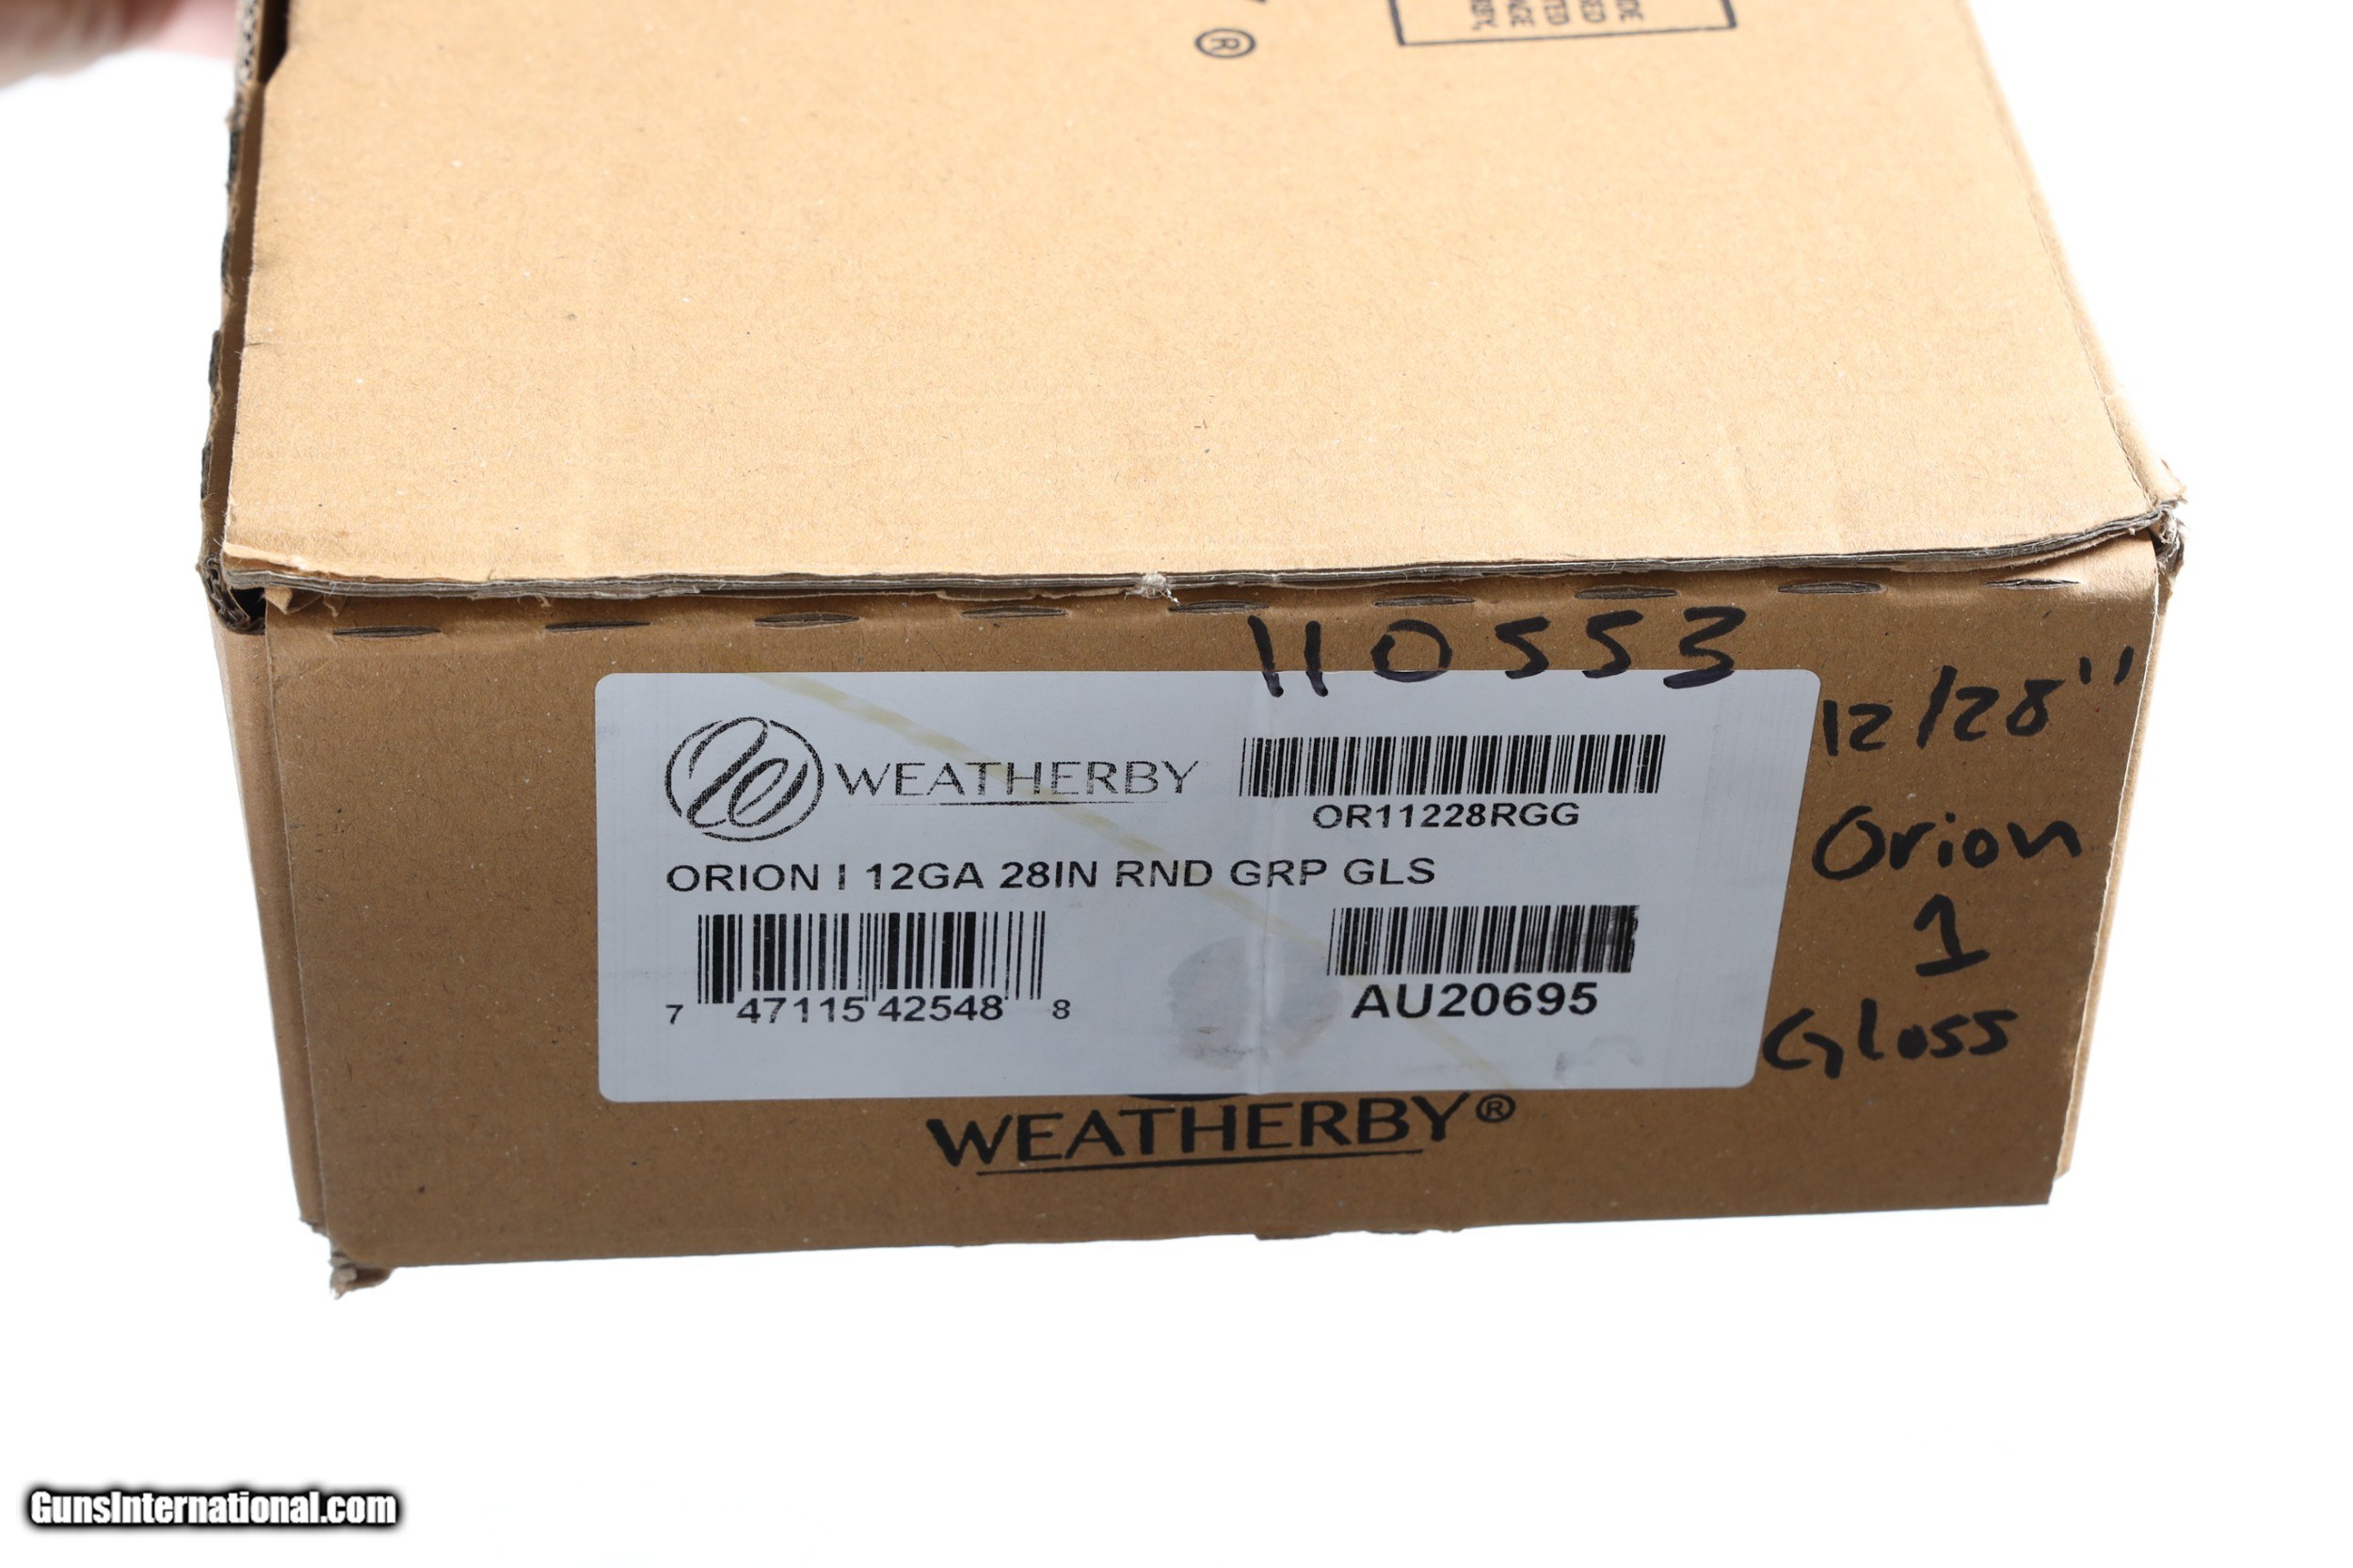 ®
110553
WEATHERBY
OR11228RGG
12/28"
ORION I 12GA 28IN RND GRP GLS
Orion
1
Gloss
7 47115 42548 8
AU20695
WEATHERBY®
GunsInternational.com